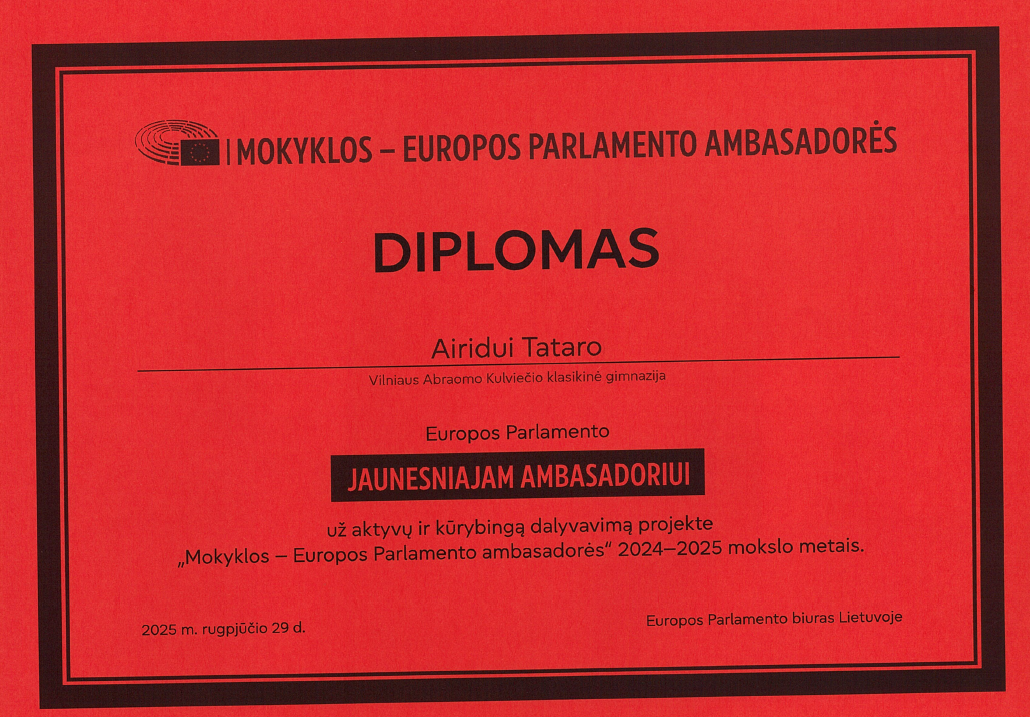 MOKYKLOS – EUROPOS PARLAMENTO AMBASADORĖS
DIPLOMAS
Airidui Tataro
Vilniaus Abraomo Kulviečio klasikinė gimnazija
Europos Parlamento
JAUNESNIAJAM AMBASADORIUI
už aktyvų ir kūrybingą dalyvavimą projekte
„Mokyklos – Europos Parlamento ambasadorės“ 2024–2025 mokslo metais.
2025 m. rugpjūčio 29 d.
Europos Parlamento biuras Lietuvoje